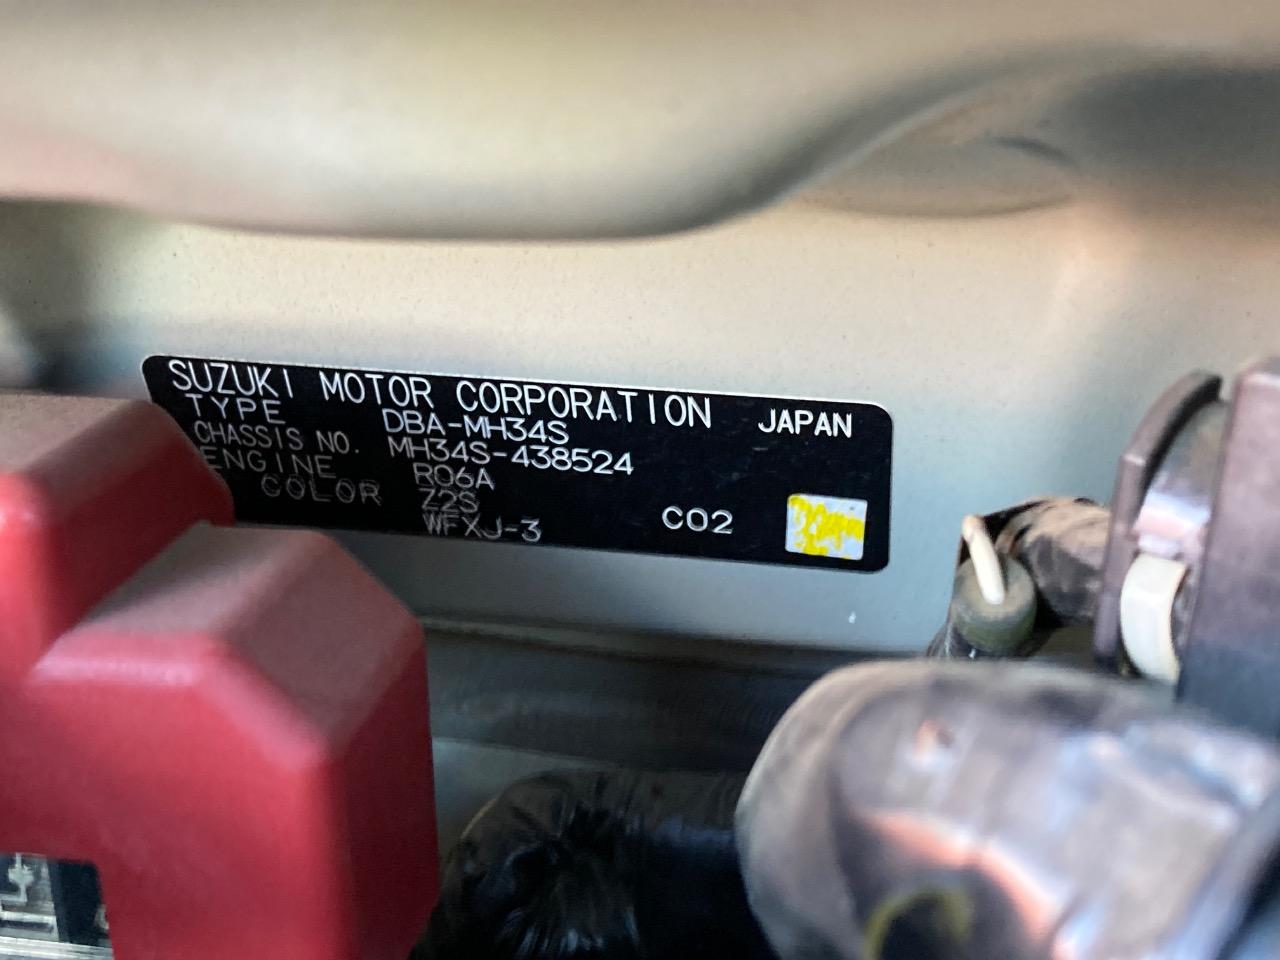 SUZUKI MOTOR CORPORATION JAPAN
TYPE DBA-MH34S
CHASSIS NO. MH34S-438524
ENGINE R06A
COLOR Z2S
WFXJ-3 C02